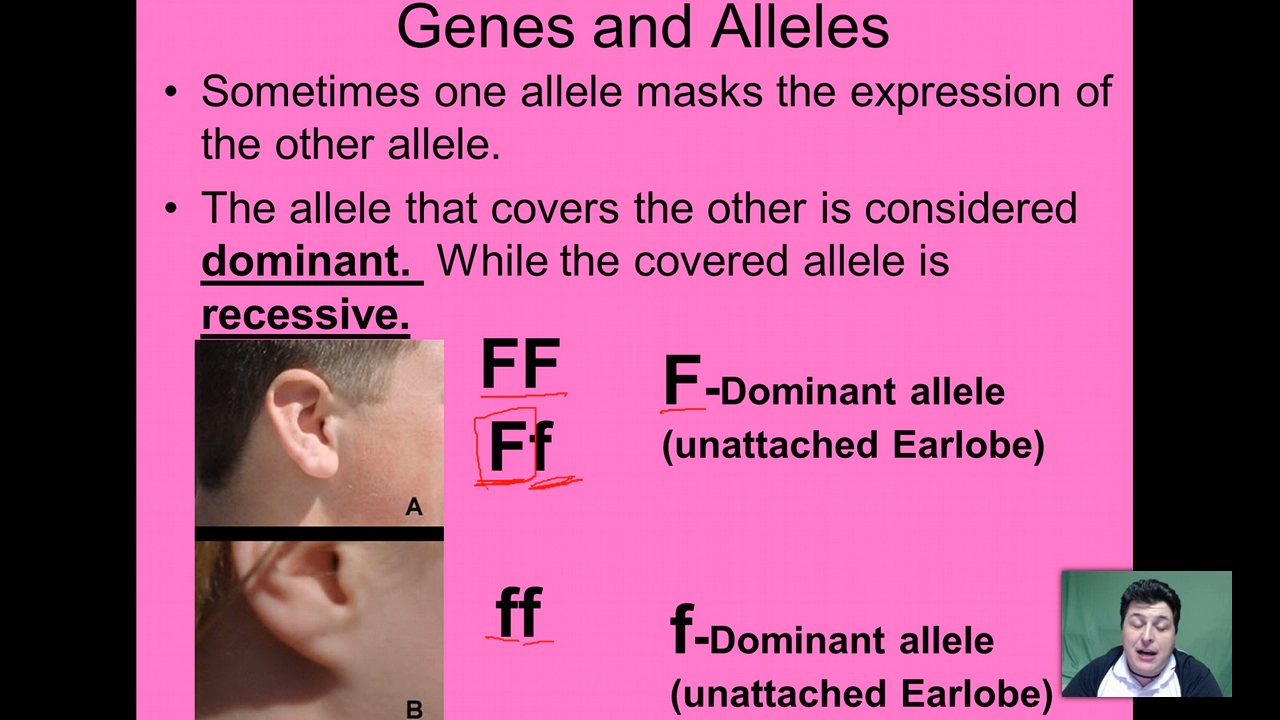 Genes and Alleles
• Sometimes one allele masks the expression of
the other allele.
• The allele that covers the other is considered
dominant. While the covered allele is
recessive.
FF
F-Dominant allele
Ff
(unattached Earlobe)
A
ff
f-Dominant allele
(unattached Earlobe)
B